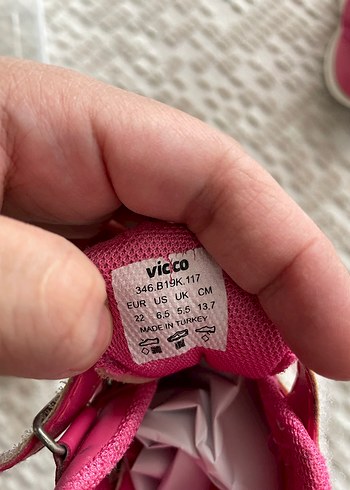 vicco
346.B19K.117
EUR US UK CM
22 6.5 5.5 13.7
MADE IN TURKEY